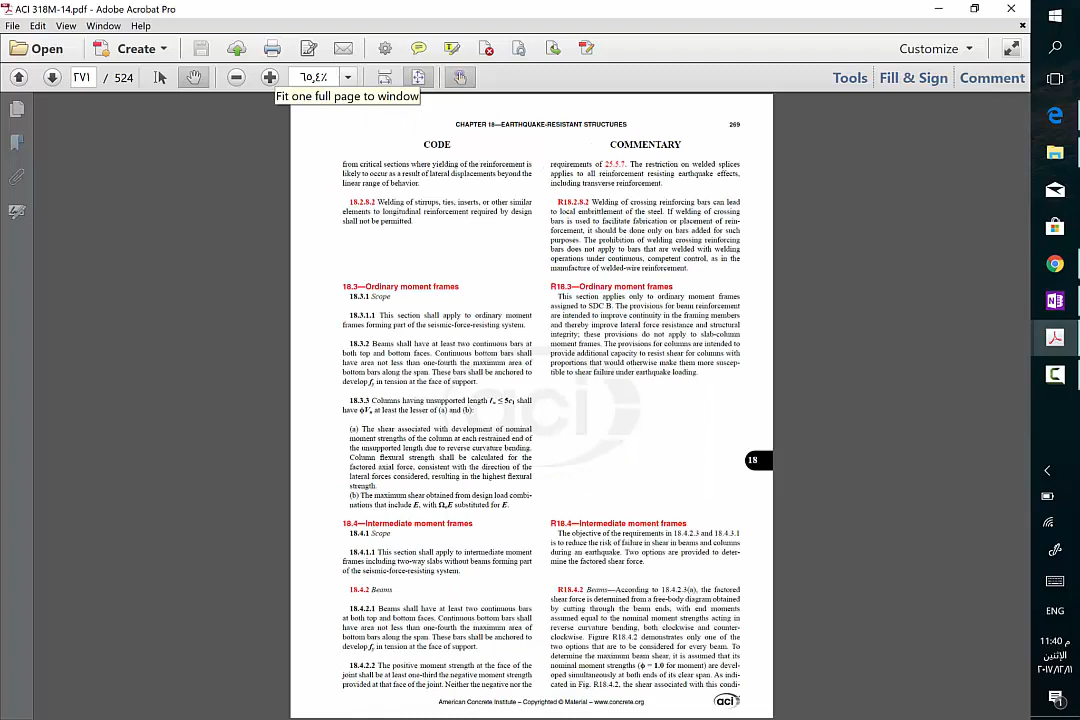 ACI 318M-14.pdf - Adobe Acrobat Pro
File Edit View Window Help
Open Create Customize
٢٧١ / 524 ٦٥,٤٪ Tools Fill & Sign Comment
Fit one full page to window
CHAPTER 18—EARTHQUAKE-RESISTANT STRUCTURES 269
CODE
from critical sections where yielding of the reinforcement is
likely to occur as a result of lateral displacements beyond the
linear range of behavior.
18.2.8.2 Welding of stirrups, ties, inserts, or other similar
elements to longitudinal reinforcement required by design
shall not be permitted.
18.3—Ordinary moment frames
18.3.1 Scope
18.3.1.1 This section shall apply to ordinary moment
frames forming part of the seismic-force-resisting system.
18.3.2 Beams shall have at least two continuous bars at
both top and bottom faces. Continuous bottom bars shall
have area not less than one-fourth the maximum area of
bottom bars along the span. These bars shall be anchored to
develop fy in tension at the face of support.
18.3.3 Columns having unsupported length ℓu ≤ 5c1 shall
have ϕVn at least the lesser of (a) and (b):
(a) The shear associated with development of nominal
moment strengths of the column at each restrained end of
the unsupported length due to reverse curvature bending.
Column flexural strength shall be calculated for the
factored axial force, consistent with the direction of the
lateral forces considered, resulting in the highest flexural
strength.
(b) The maximum shear obtained from design load combi-
nations that include E, with ΩoE substituted for E.
18.4—Intermediate moment frames
18.4.1 Scope
18.4.1.1 This section shall apply to intermediate moment
frames including two-way slabs without beams forming part
of the seismic-force-resisting system.
18.4.2 Beams
18.4.2.1 Beams shall have at least two continuous bars
at both top and bottom faces. Continuous bottom bars shall
have area not less than one-fourth the maximum area of
bottom bars along the span. These bars shall be anchored to
develop fy in tension at the face of support.
18.4.2.2 The positive moment strength at the face of the
joint shall be at least one-third the negative moment strength
provided at that face of the joint. Neither the negative nor the
COMMENTARY
requirements of 25.5.7. The restriction on welded splices
applies to all reinforcement resisting earthquake effects,
including transverse reinforcement.
R18.2.8.2 Welding of crossing reinforcing bars can lead
to local embrittlement of the steel. If welding of crossing
bars is used to facilitate fabrication or placement of rein-
forcement, it should be done only on bars added for such
purposes. The prohibition of welding crossing reinforcing
bars does not apply to bars that are welded with welding
operations under continuous, competent control, as in the
manufacture of welded-wire reinforcement.
R18.3—Ordinary moment frames
This section applies only to ordinary moment frames
assigned to SDC B. The provisions for beam reinforcement
are intended to improve continuity in the framing members
and thereby improve lateral force resistance and structural
integrity; these provisions do not apply to slab-column
moment frames. The provisions for columns are intended to
provide additional capacity to resist shear for columns with
proportions that would otherwise make them more suscep-
tible to shear failure under earthquake loading.
aci
18
R18.4—Intermediate moment frames
The objective of the requirements in 18.4.2.3 and 18.4.3.1
is to reduce the risk of failure in shear in beams and columns
during an earthquake. Two options are provided to deter-
mine the factored shear force.
R18.4.2 Beams—According to 18.4.2.3(a), the factored
shear force is determined from a free-body diagram obtained
by cutting through the beam ends, with end moments
assumed equal to the nominal moment strengths acting in
reverse curvature bending, both clockwise and counter-
clockwise. Figure R18.4.2 demonstrates only one of the
two options that are to be considered for every beam. To
determine the maximum beam shear, it is assumed that its
nominal moment strengths (ϕ = 1.0 for moment) are devel-
oped simultaneously at both ends of its clear span. As indi-
cated in Fig. R18.4.2, the shear associated with this condi-
American Concrete Institute – Copyrighted © Material – www.concrete.org
aci
ENG
11:40 م
الإثنين
٢٠١٧/١٢/١١
1